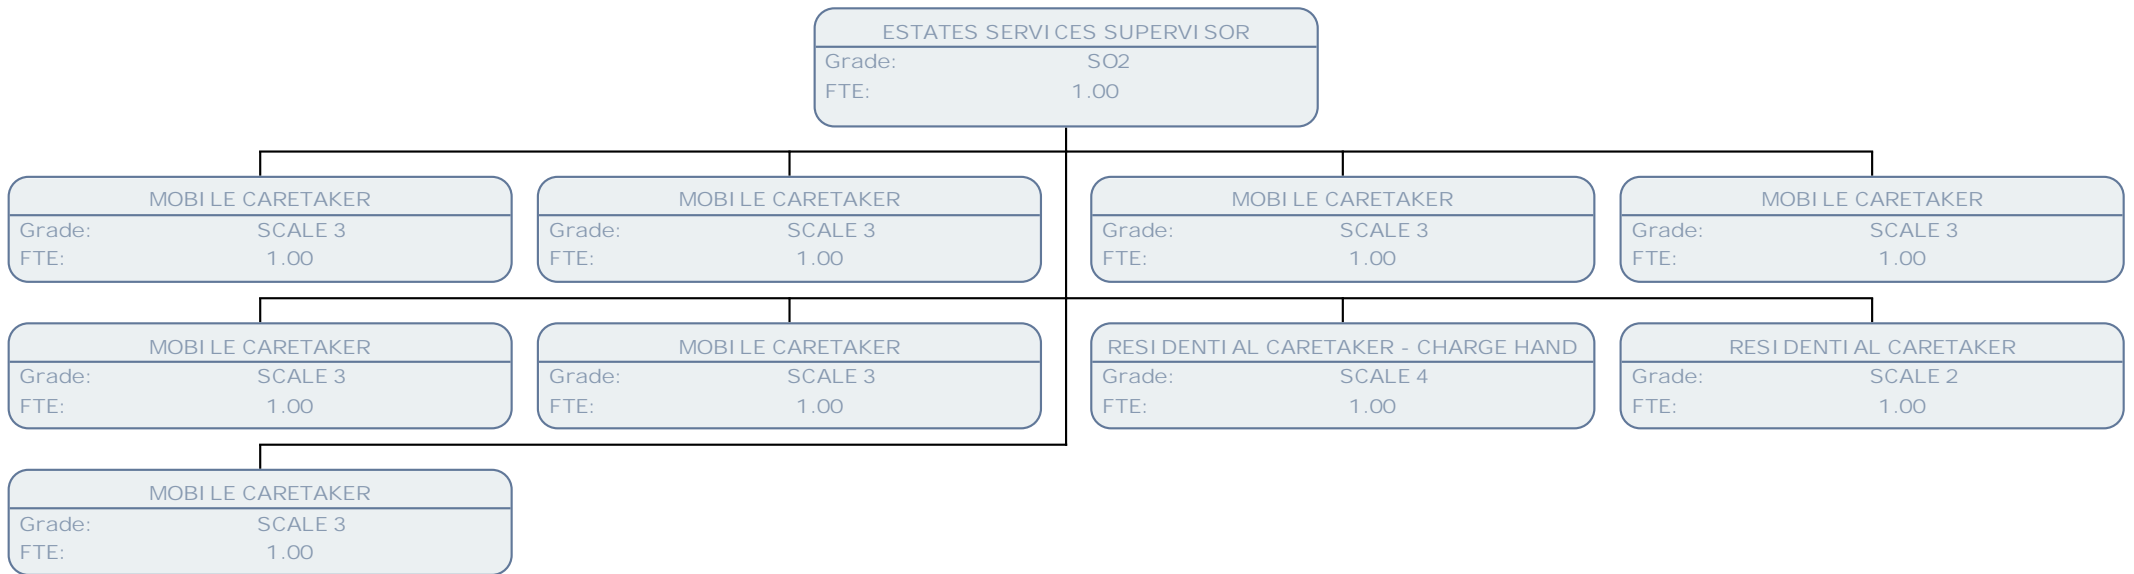 ESTATES SERVICES SUPERVISOR
Grade: SO2
FTE: 1.00
MOBILE CARETAKER
Grade: SCALE 3
FTE: 1.00
MOBILE CARETAKER
Grade: SCALE 3
FTE: 1.00
MOBILE CARETAKER
Grade: SCALE 3
FTE: 1.00
MOBILE CARETAKER
Grade: SCALE 3
FTE: 1.00
MOBILE CARETAKER
Grade: SCALE 3
FTE: 1.00
MOBILE CARETAKER
Grade: SCALE 3
FTE: 1.00
RESIDENTIAL CARETAKER - CHARGE HAND
Grade: SCALE 4
FTE: 1.00
RESIDENTIAL CARETAKER
Grade: SCALE 2
FTE: 1.00
MOBILE CARETAKER
Grade: SCALE 3
FTE: 1.00